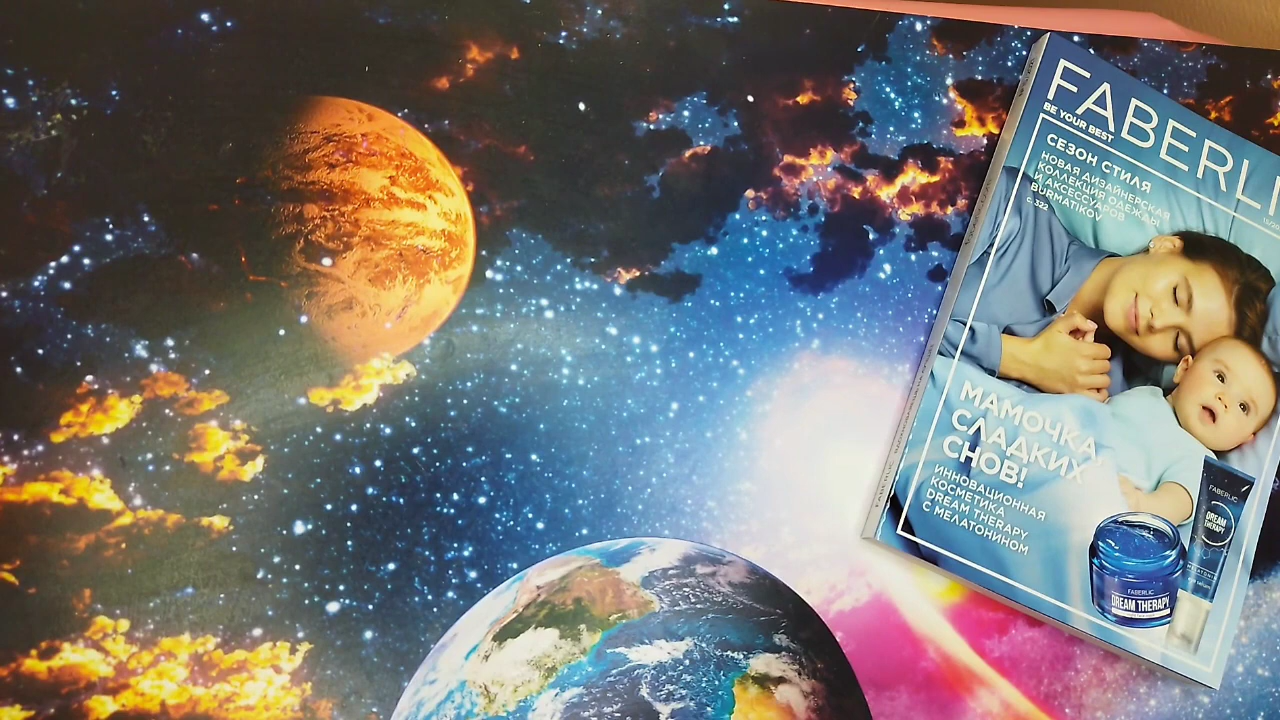 FABERLI
BE YOUR BEST
СЕЗОН СТИЛЯ
НОВАЯ ДИЗАЙНЕРСКАЯ
КОЛЛЕКЦИЯ ОДЕЖДЫ
И АКСЕССУАРОВ
BURMATIKOV
с. 322
МАМОЧКА,
СЛАДКИХ
СНОВ!
ИННОВАЦИОННАЯ
КОСМЕТИКА
DREAM THERAPY
С МЕЛАТОНИНОМ
FABERLIC
DREAM
THERAPY
FABERLIC
DREAM THERAPY